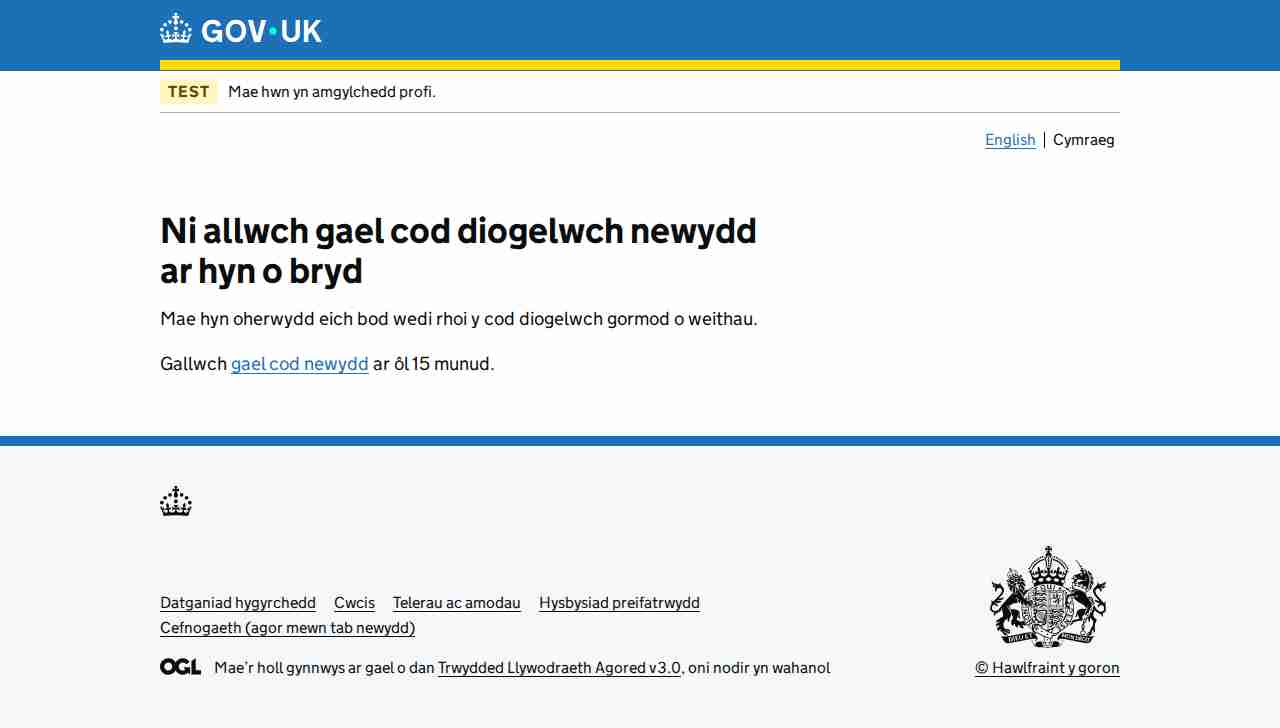 GOV·UK
TEST Mae hwn yn amgylchedd profi.
English | Cymraeg
Ni allwch gael cod diogelwch newydd
ar hyn o bryd
Mae hyn oherwydd eich bod wedi rhoi y cod diogelwch gormod o weithau.
Gallwch gael cod newydd ar ôl 15 munud.
Datganiad hygyrchedd Cwcis Telerau ac amodau Hysbysiad preifatrwydd
Cefnogaeth (agor mewn tab newydd)
OGL Mae'r holl gynnwys ar gael o dan Trwydded Llywodraeth Agored v3.0, oni nodir yn wahanol
© Hawlfraint y goron